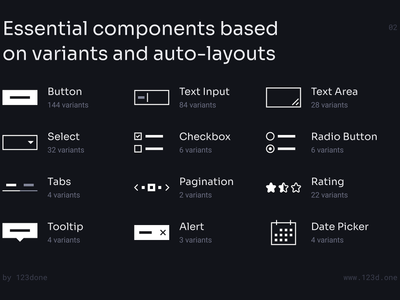 Essential components based
on variants and auto-layouts
02
Button
144 variants
Text Input
84 variants
Text Area
28 variants
Select
32 variants
Checkbox
6 variants
Radio Button
6 variants
Tabs
4 variants
Pagination
2 variants
Rating
22 variants
Tooltip
4 variants
Alert
3 variants
Date Picker
4 variants
by 123done
www.123d.one